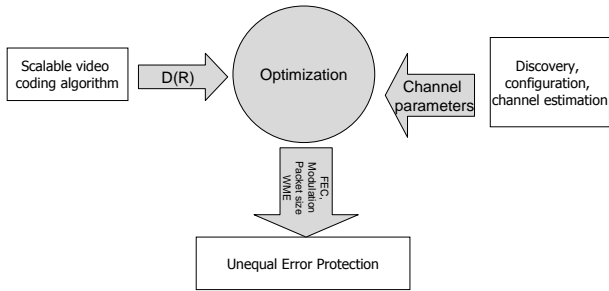 Scalable video
coding algorithm
D(R)
Optimization
Channel
parameters
Discovery,
configuration,
channel estimation
FEC,
Modulation
Packet size
WME
Unequal Error Protection